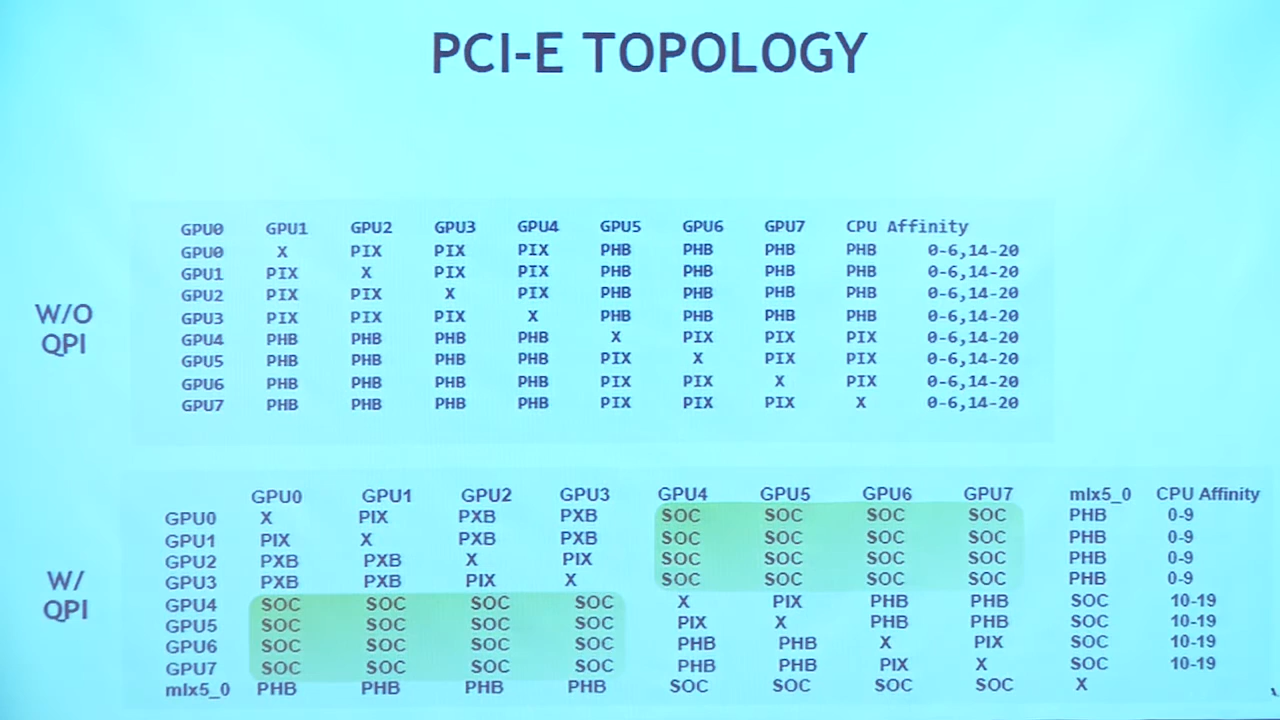 PCI-E TOPOLOGY
W/O QPI
GPU0 GPU1 GPU2 GPU3 GPU4 GPU5 GPU6 GPU7 CPU Affinity
GPU0 X PIX PIX PIX PHB PHB PHB PHB 0-6,14-20
GPU1 PIX X PIX PIX PHB PHB PHB PHB 0-6,14-20
GPU2 PIX PIX X PIX PHB PHB PHB PHB 0-6,14-20
GPU3 PIX PIX PIX X PHB PHB PHB PHB 0-6,14-20
GPU4 PHB PHB PHB PHB X PIX PIX PIX 0-6,14-20
GPU5 PHB PHB PHB PHB PIX X PIX PIX 0-6,14-20
GPU6 PHB PHB PHB PHB PIX PIX X PIX 0-6,14-20
GPU7 PHB PHB PHB PHB PIX PIX PIX X 0-6,14-20
W/ QPI
GPU0 GPU1 GPU2 GPU3 GPU4 GPU5 GPU6 GPU7 mlx5_0 CPU Affinity
GPU0 X PIX PXB PXB SOC SOC SOC SOC PHB 0-9
GPU1 PIX X PXB PXB SOC SOC SOC SOC PHB 0-9
GPU2 PXB PXB X PIX SOC SOC SOC SOC PHB 0-9
GPU3 PXB PXB PIX X SOC SOC SOC SOC PHB 0-9
GPU4 SOC SOC SOC SOC X PIX PHB PHB SOC 10-19
GPU5 SOC SOC SOC SOC PIX X PHB PHB SOC 10-19
GPU6 SOC SOC SOC SOC PHB PHB X PIX SOC 10-19
GPU7 SOC SOC SOC SOC PHB PHB PIX X SOC 10-19
mlx5_0 PHB PHB PHB PHB SOC SOC SOC SOC X